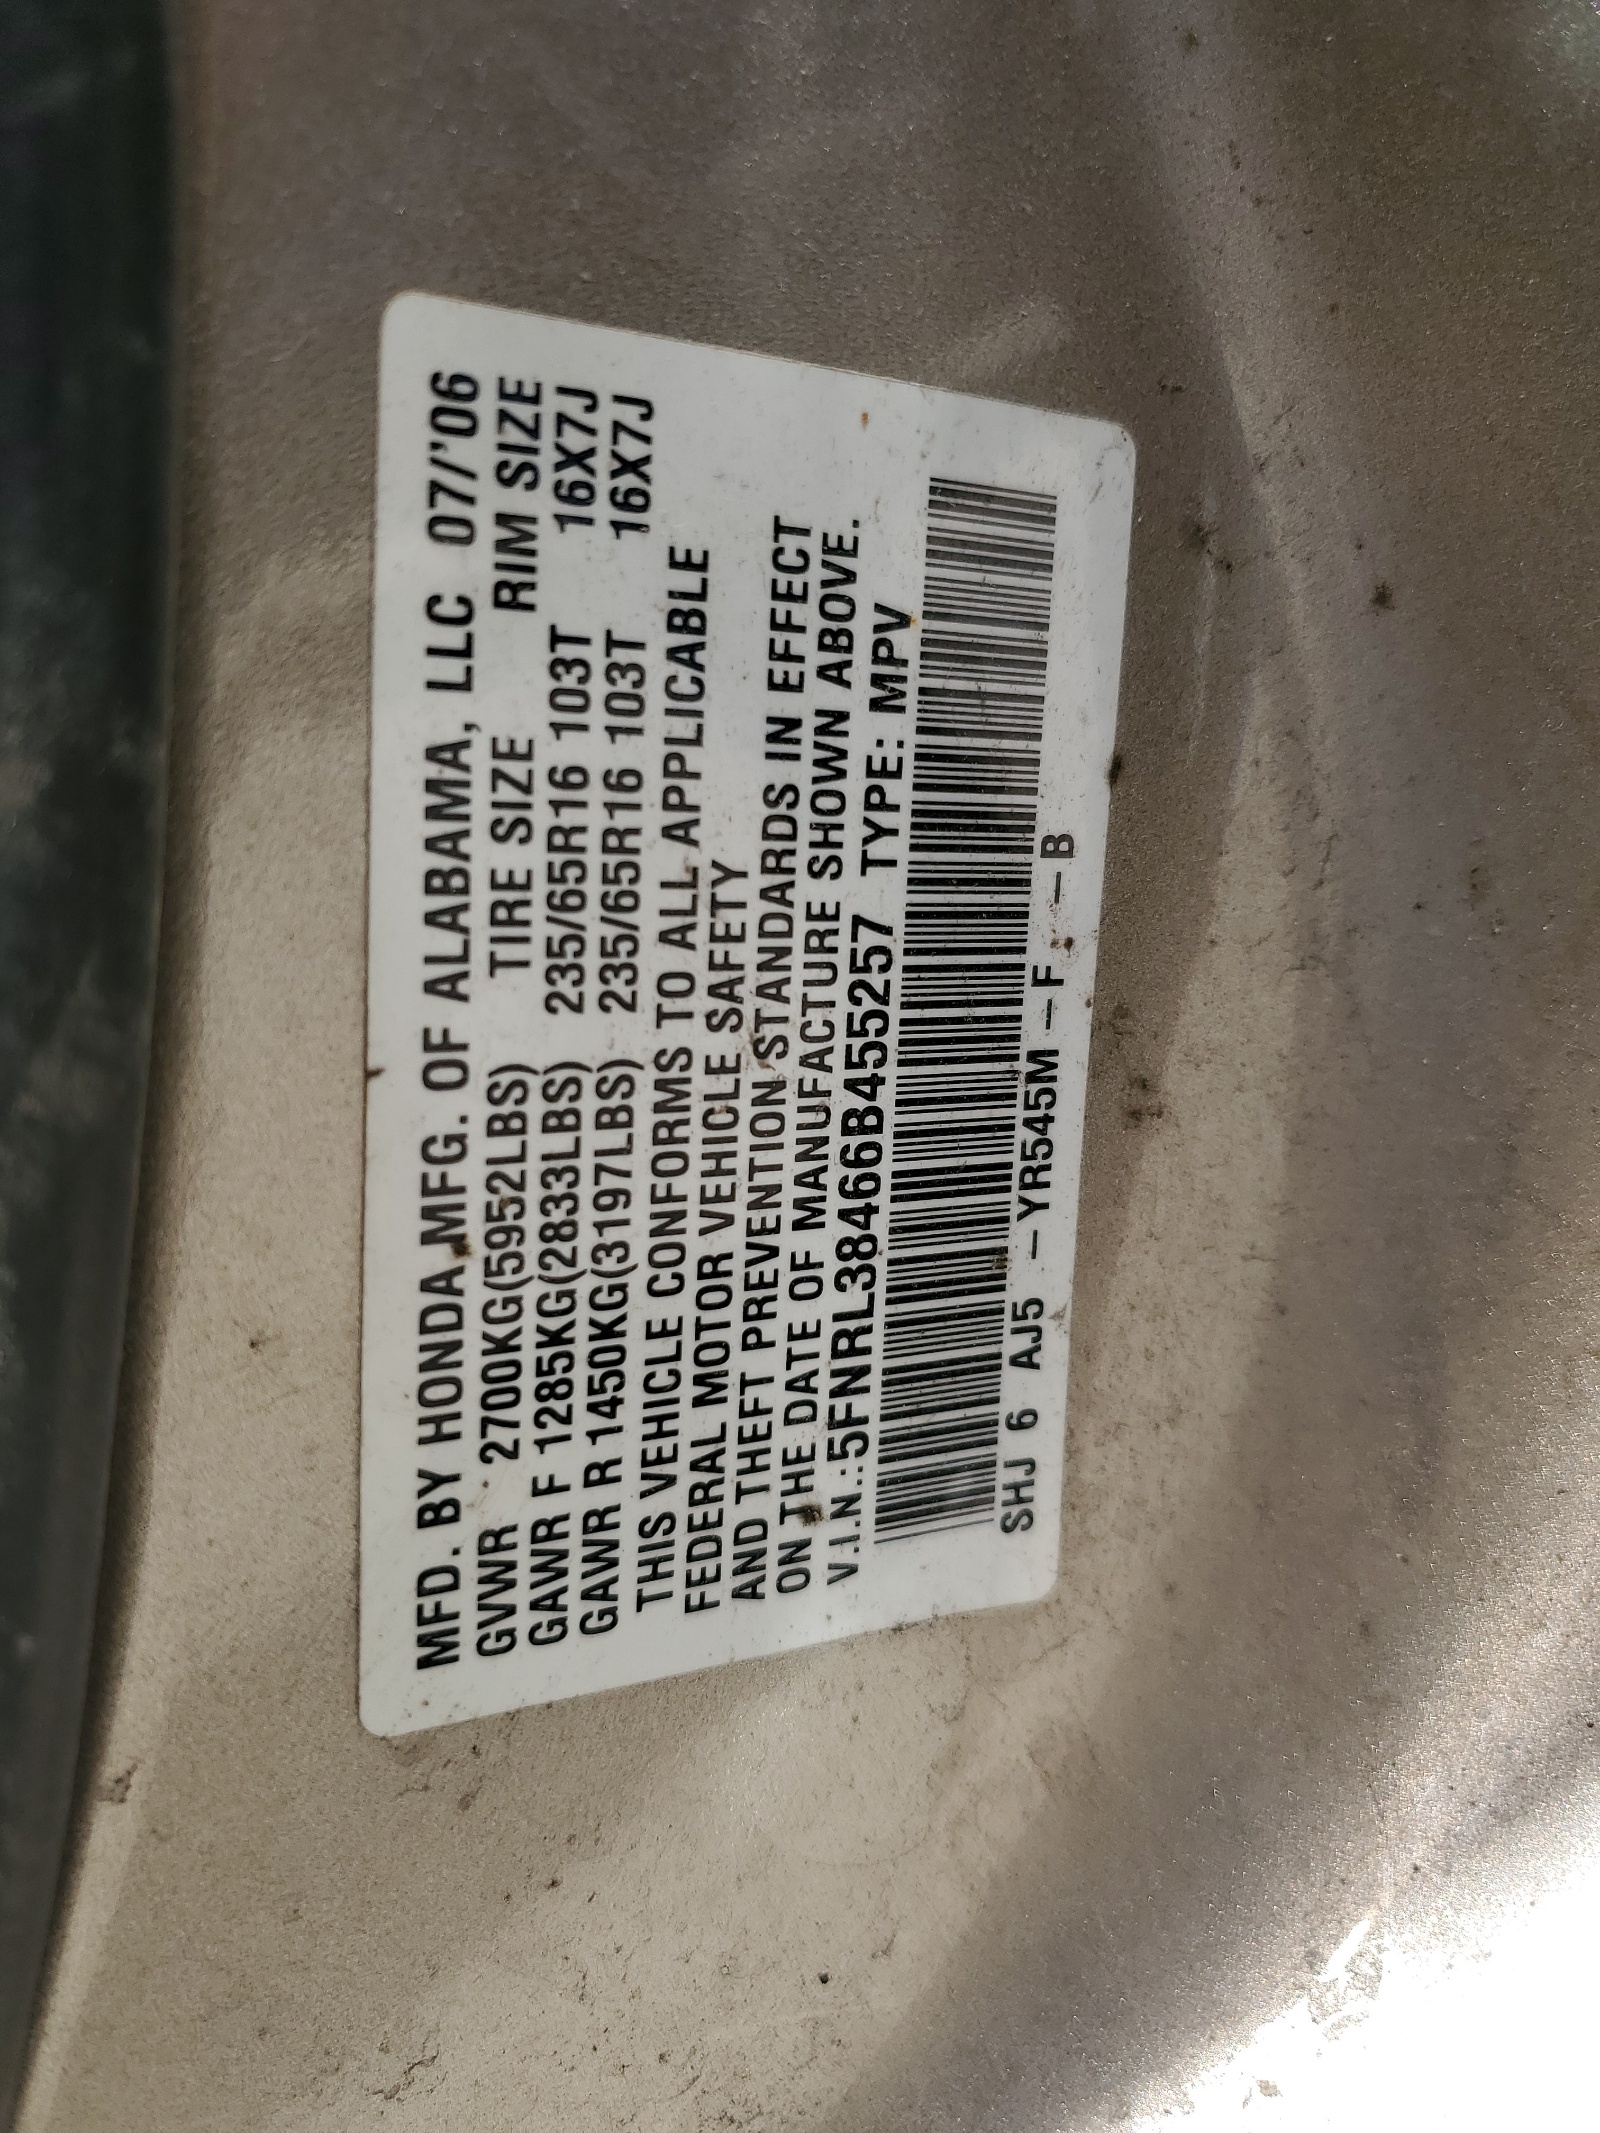 MFD. BY HONDA MFG. OF ALABAMA, LLC 07/'06
GVWR 2700KG(5952LBS) TIRE SIZE RIM SIZE
GAWR F 1285KG(2833LBS) 235/65R16 103T 16X7J
GAWR R 1450KG(3197LBS) 235/65R16 103T 16X7J
THIS VEHICLE CONFORMS TO ALL APPLICABLE
FEDERAL MOTOR VEHICLE SAFETY
AND THEFT PREVENTION STANDARDS IN EFFECT
ON THE DATE OF MANUFACTURE SHOWN ABOVE.
V.I.N.:5FNRL38466B455257 TYPE: MPV
SHJ 6 AJ5 -YR545M-F -B